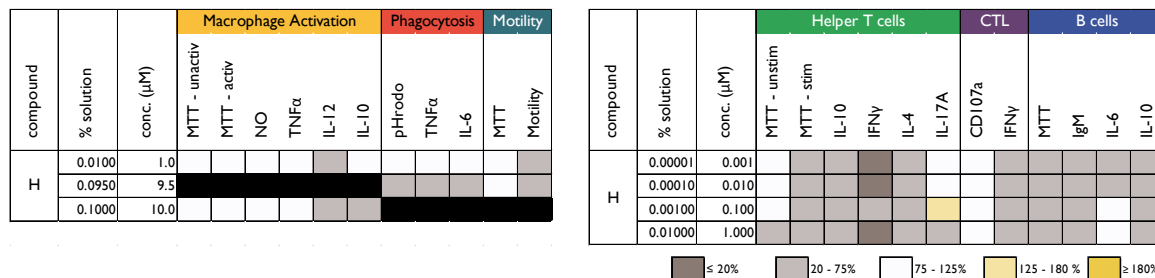 Macrophage Activation Phagocytosis Motility
compound % solution conc. (μM) MTT - unactiv MTT - activ NO TNFα IL-12 IL-10 pHrodo TNFα IL-6 MTT Motility
H
0.0100 1.0
0.0950 9.5
0.1000 10.0
Helper T cells CTL B cells
compound % solution conc. (μM) MTT - unstim MTT - stim IL-10 IFNγ IL-4 IL-17A CD107a IFNγ MTT IgM IL-6 IL-10
H
0.00001 0.001
0.00010 0.010
0.00100 0.100
0.01000 1.000
≤ 20% 20 - 75% 75 - 125% 125 - 180 % ≥ 180%